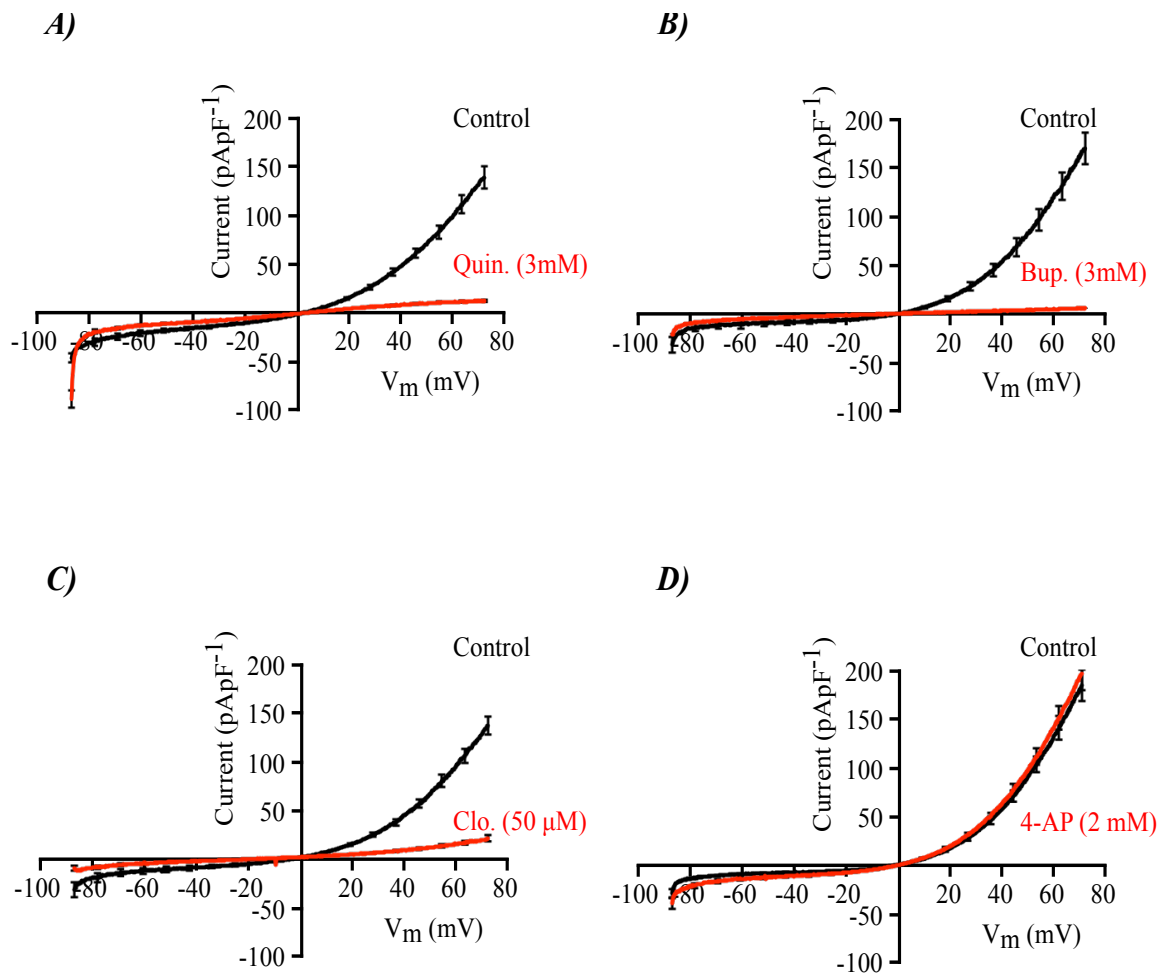 A)
Current (pApF-1)
200
150
100
50
-50
-100
-100 -80 -60 -40 -20 20 40 60 80
Vm (mV)
Control
Quin. (3mM)
B)
Current (pApF-1)
200
150
100
50
-50
-100
-100 -80 -60 -40 -20 20 40 60 80
Vm (mV)
Control
Bup. (3mM)
C)
Current (pApF-1)
200
150
100
50
-50
-100
-100 -80 -60 -40 -20 20 40 60 80
Vm (mV)
Control
Clo. (50 μM)
D)
Current (pApF-1)
200
150
100
50
-50
-100
-100 -80 -60 -40 -20 20 40 60 80
Vm (mV)
Control
4-AP (2 mM)